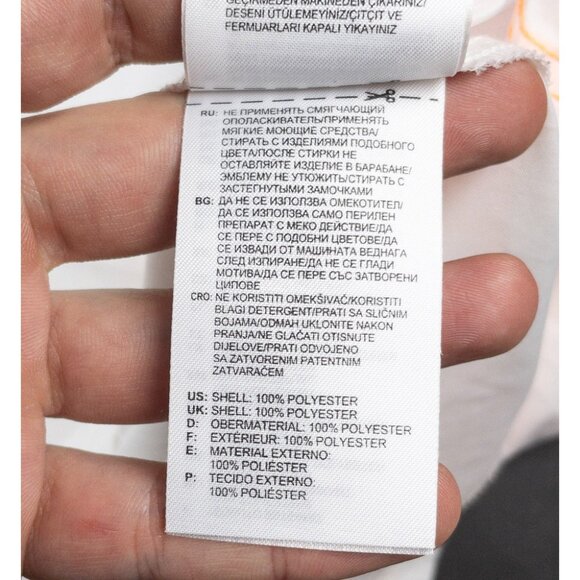 GEÇİRMEDEN MAKİNEDEN ÇIKARINIZ/
DESENİ ÜTÜLEMEYİNİZ/ÇITÇIT VE
FERMUARLARI KAPALI YIKAYINIZ
RU: НЕ ПРИМЕНЯТЬ СМЯГЧАЮЩИЙ
ОПОЛАСКИВАТЕЛЬ/ПРИМЕНЯТЬ
МЯГКИЕ МОЮЩИЕ СРЕДСТВА/
СТИРАТЬ С ИЗДЕЛИЯМИ ПОДОБНОГО
ЦВЕТА/ПОСЛЕ СТИРКИ НЕ
ОСТАВЛЯЙТЕ ИЗДЕЛИЕ В БАРАБАНЕ/
ЭМБЛЕМУ НЕ УТЮЖИТЬ/СТИРАТЬ С
ЗАСТЕГНУТЫМИ ЗАМОЧКАМИ
BG: ДА НЕ СЕ ИЗПОЛЗВА ОМЕКОТИТЕЛ/
ДА СЕ ИЗПОЛЗВА САМО ПЕРИЛЕН
ПРЕПАРАТ С МЕКО ДЕЙСТВИЕ/ДА
СЕ ПЕРЕ С ПОДОБНИ ЦВЕТОВЕ/ДА
СЕ ИЗВАДИ ОТ МАШИНАТА ВЕДНАГА
СЛЕД ИЗПИРАНЕ/ДА НЕ СЕ ГЛАДИ
МОТИВА/ДА СЕ ПЕРЕ СЪС ЗАТВОРЕНИ
ЦИПОВЕ
CRO: NE KORISTITI OMEKŠIVAČ/KORISTITI
BLAGI DETERGENT/PRATI SA SLIČNIM
BOJAMA/ODMAH UKLONITE NAKON
PRANJA/NE GLAČATI OTISNUTE
DIJELOVE/PRATI ODVOJENO
SA ZATVORENIM PATENTNIM
ZATVARAČEM
US: SHELL: 100% POLYESTER
UK: SHELL: 100% POLYESTER
D: OBERMATERIAL: 100% POLYESTER
F: EXTÉRIEUR: 100% POLYESTER
E: MATERIAL EXTERNO:
100% POLIÉSTER
P: TECIDO EXTERNO:
100% POLIÉSTER